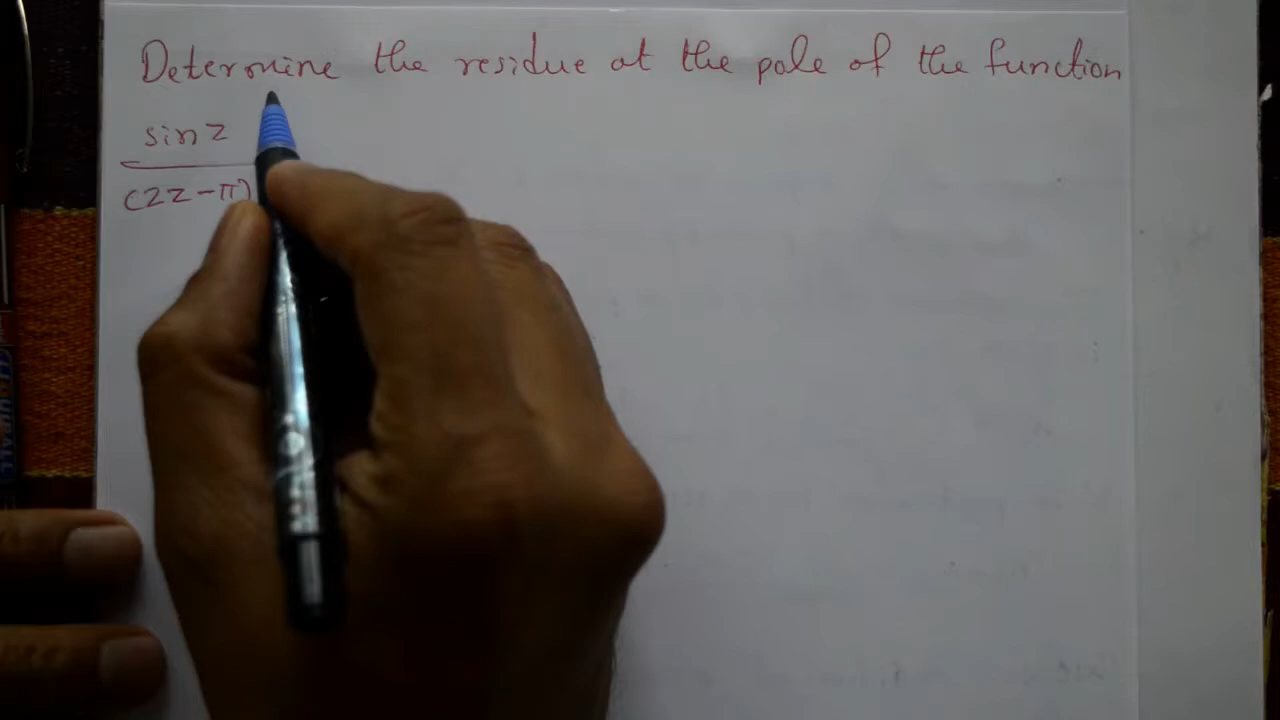 Determine the residue at the pole of the function
sin z
(2z-π)